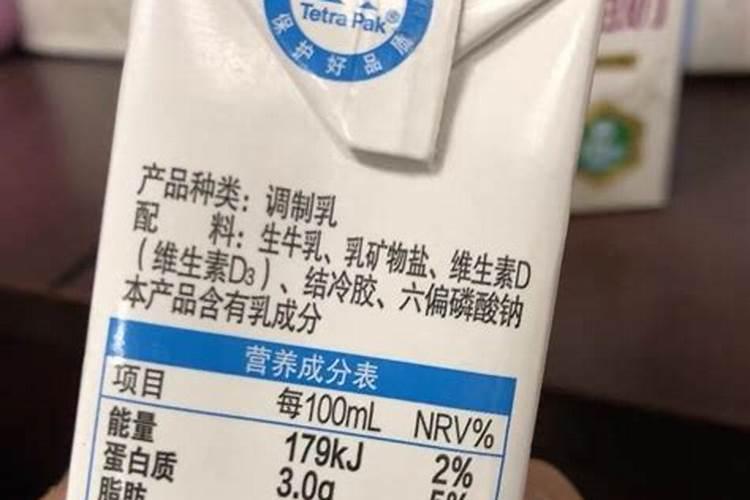 Tetra Pak®
保护好品质
产品种类：调制乳
配 料：生牛乳、乳矿物盐、维生素D
（维生素D₃）、结冷胶、六偏磷酸钠
本产品含有乳成分
营养成分表
项目 每100mL NRV%
能量 179kJ 2%
蛋白质 3.0g 5%
脂肪